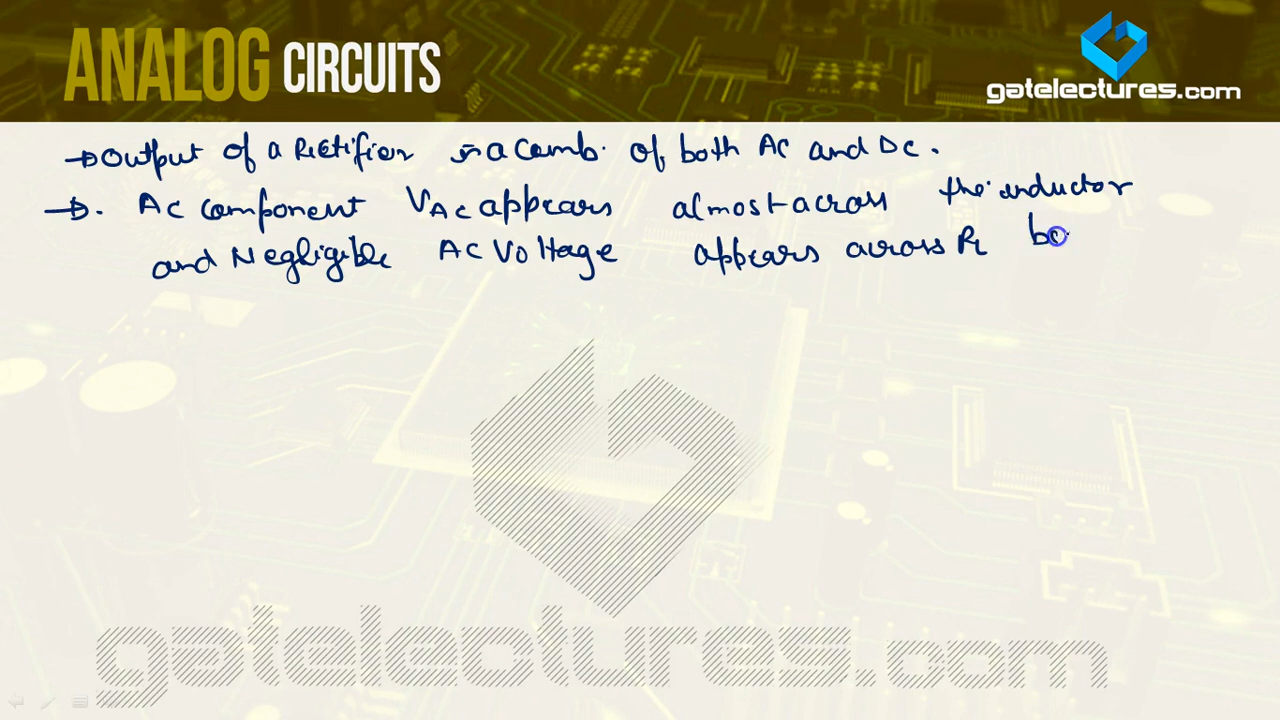 ANALOG CIRCUITS
gatelectures.com
→ Output of a Rectifier is a Comb. of both AC and DC.
→. AC component VAC appears almost across the inductor
and Negligible AC Voltage appears across RL bec
gatelectures.com